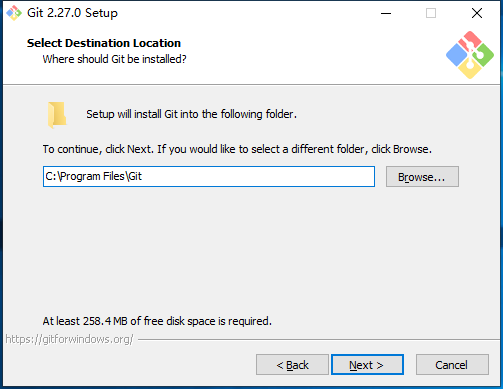 Git 2.27.0 Setup
Select Destination Location
Where should Git be installed?
Setup will install Git into the following folder.
To continue, click Next. If you would like to select a different folder, click Browse.
C:\Program Files\Git
Browse...
At least 258.4 MB of free disk space is required.
https://gitforwindows.org/
< Back
Next >
Cancel